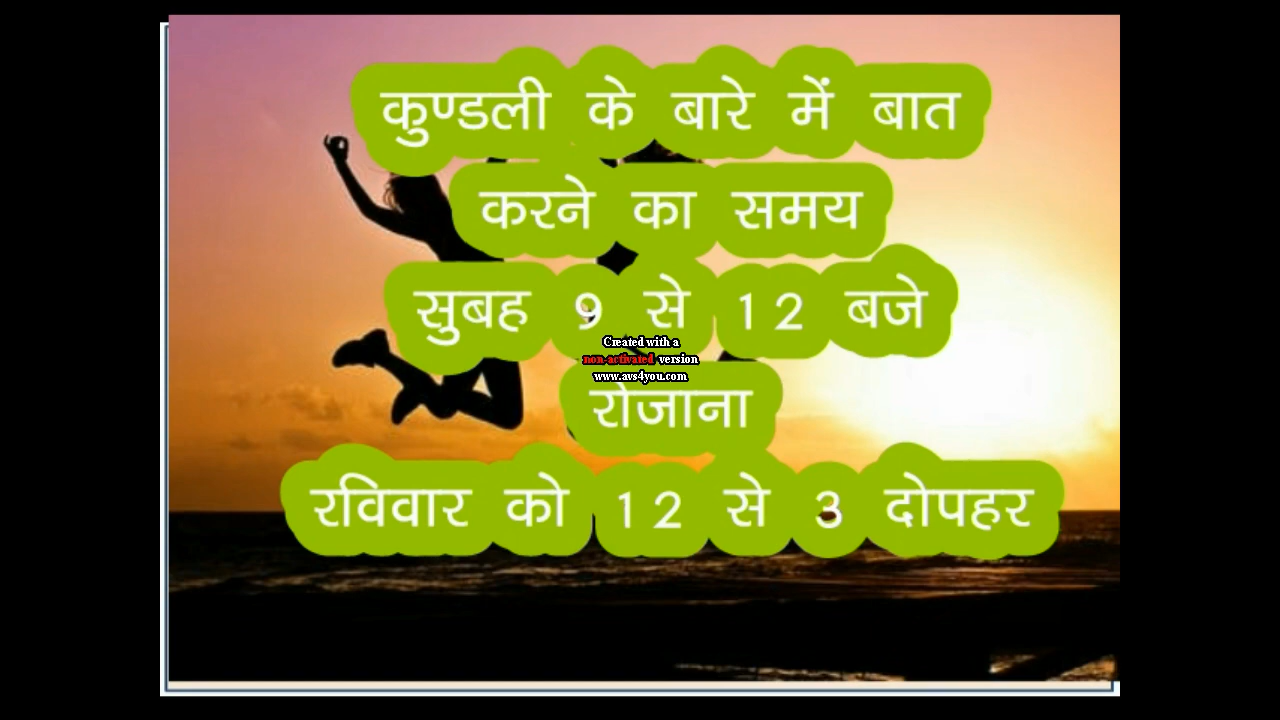 कुण्डली के बारे में बात
करने का समय
सुबह 9 से 12 बजे
Created with a
non-activated version
www.avs4you.com
रोजाना
रविवार को 12 से 3 दोपहर